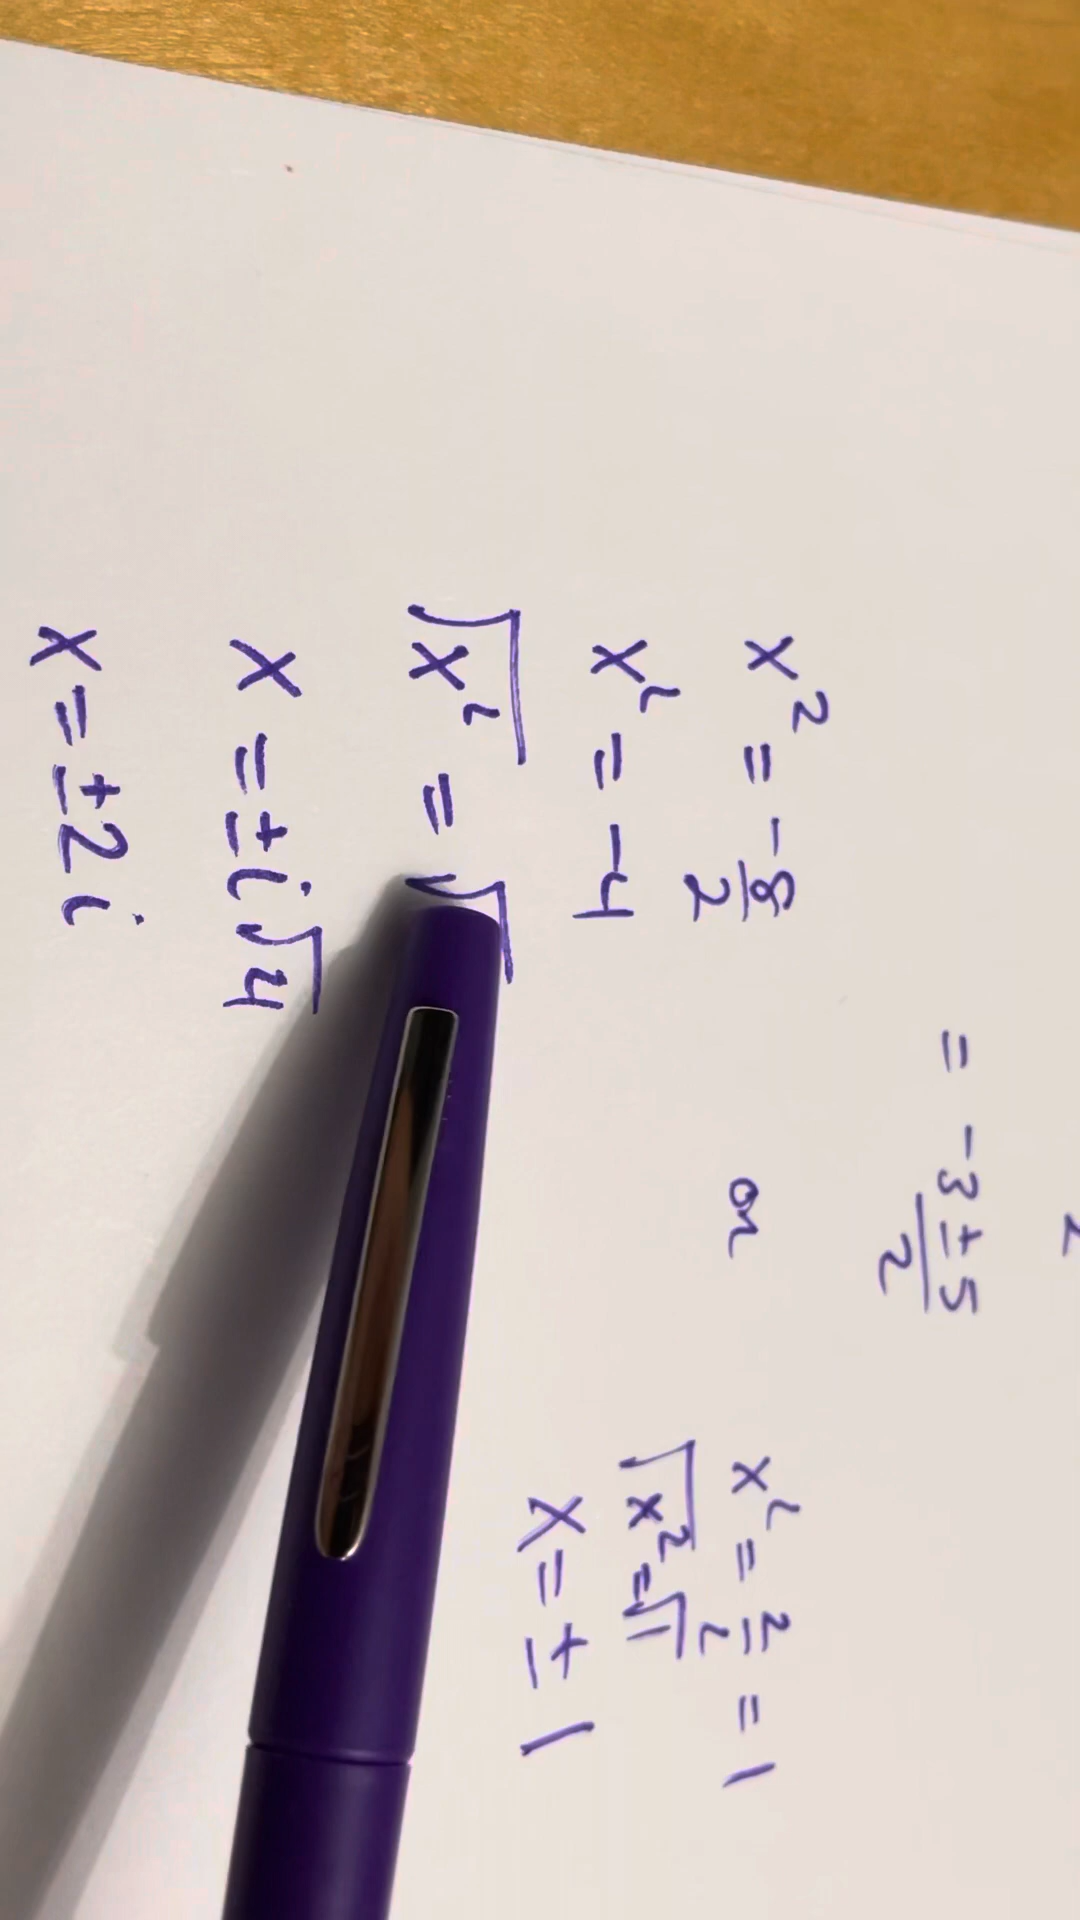 = -3 ± 5 / 2
x² = -8/2
or
x² = 2/2 = 1
x² = -4
√x² = √1
√x² = √
x = ± 1
x = ± i√4
x = ± 2i